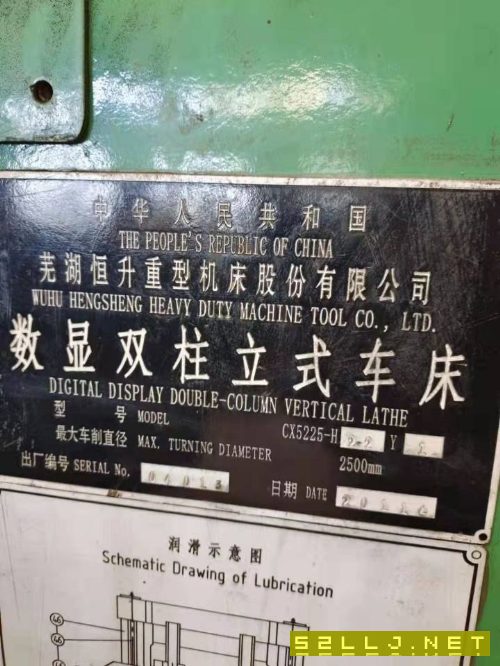 中华人民共和国
THE PEOPLE'S REPUBLIC OF CHINA
芜湖恒升重型机床股份有限公司
WUHU HENGSHENG HEAVY DUTY MACHINE TOOL CO., LTD.
数显双柱立式车床
DIGITAL DISPLAY DOUBLE-COLUMN VERTICAL LATHE
型 号 MODEL CX5225-H Y
最大车削直径 MAX. TURNING DIAMETER 2500mm
出厂编号 SERIAL No. 04013 日期 DATE
润滑示意图
Schematic Drawing of Lubrication
52LLJ.NET